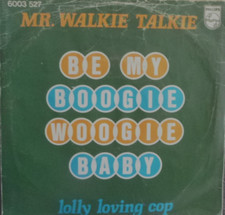 6003 527
MR. WALKIE TALKIE
BE MY
BOOGIE
WOOGIE
BABY
lolly loving cop